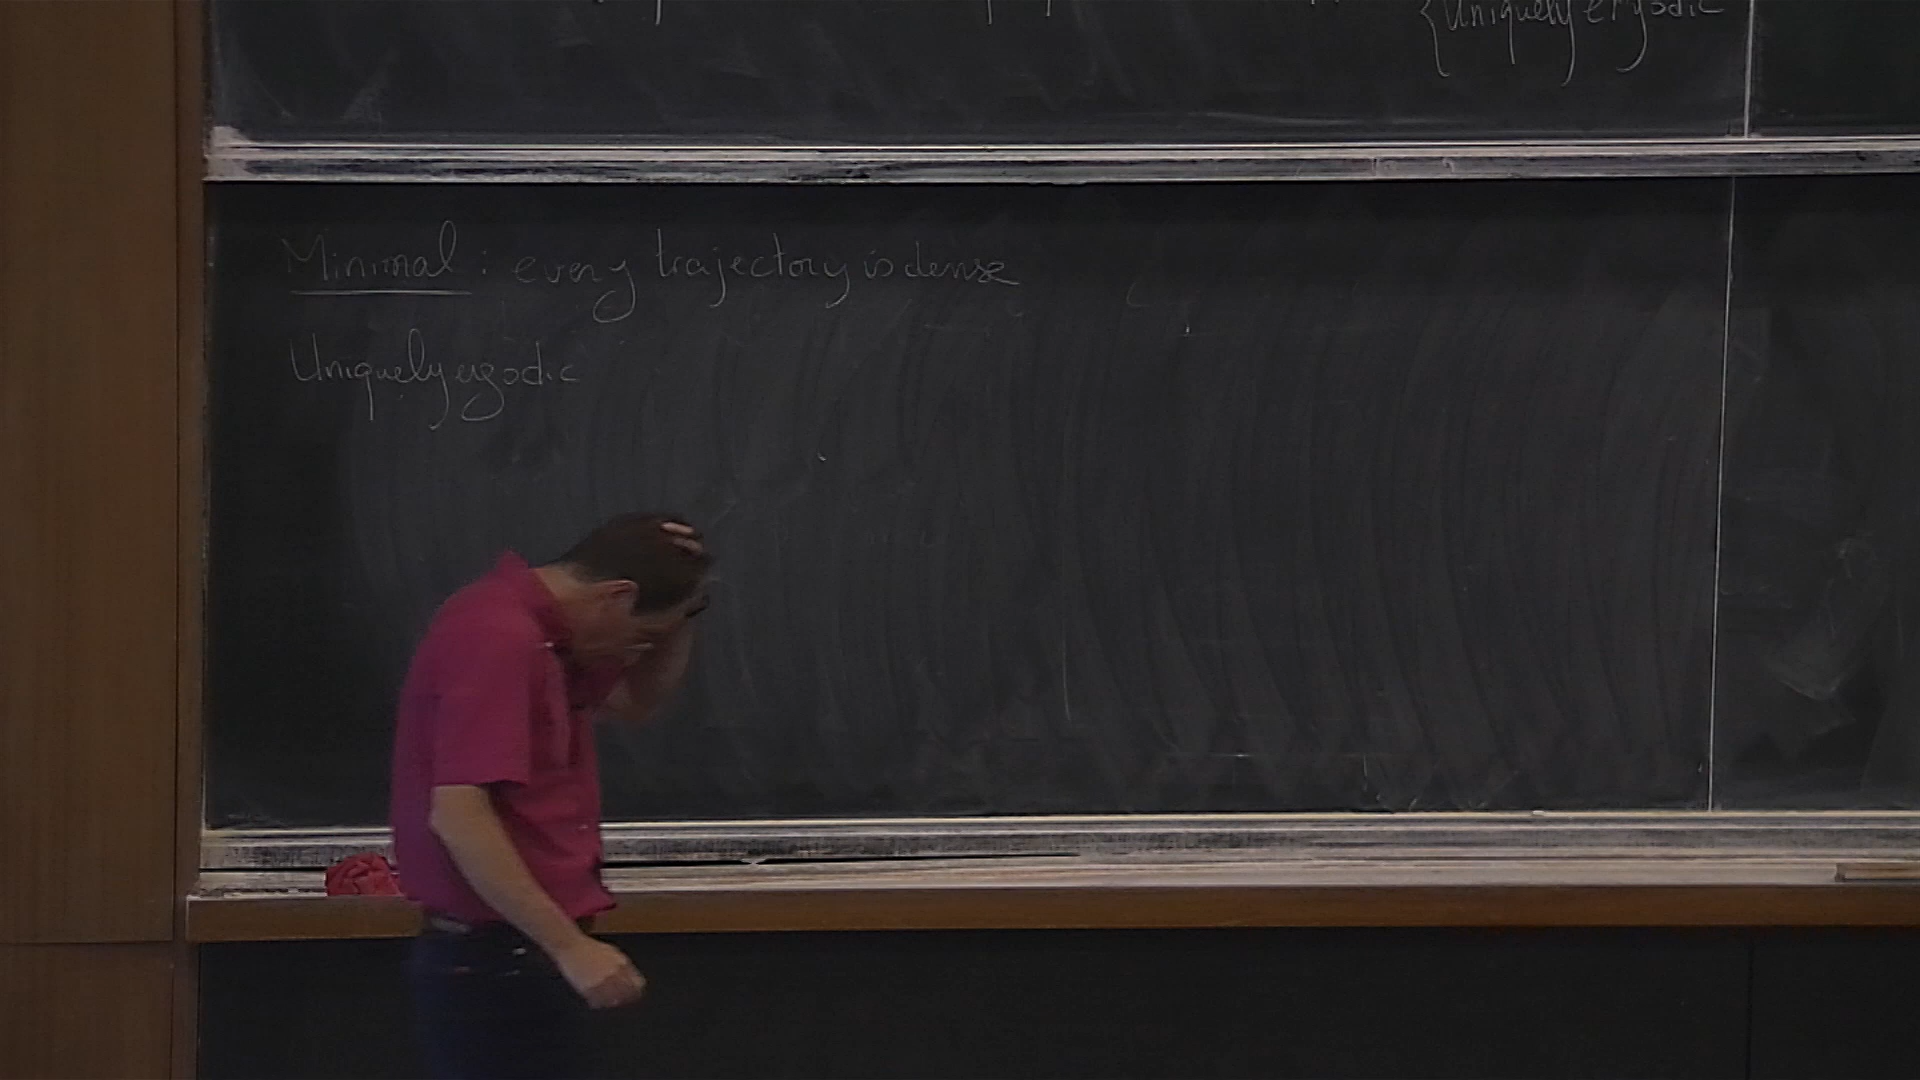 {Uniquely ergodic
Minimal : every trajectory is dense
Uniquely ergodic